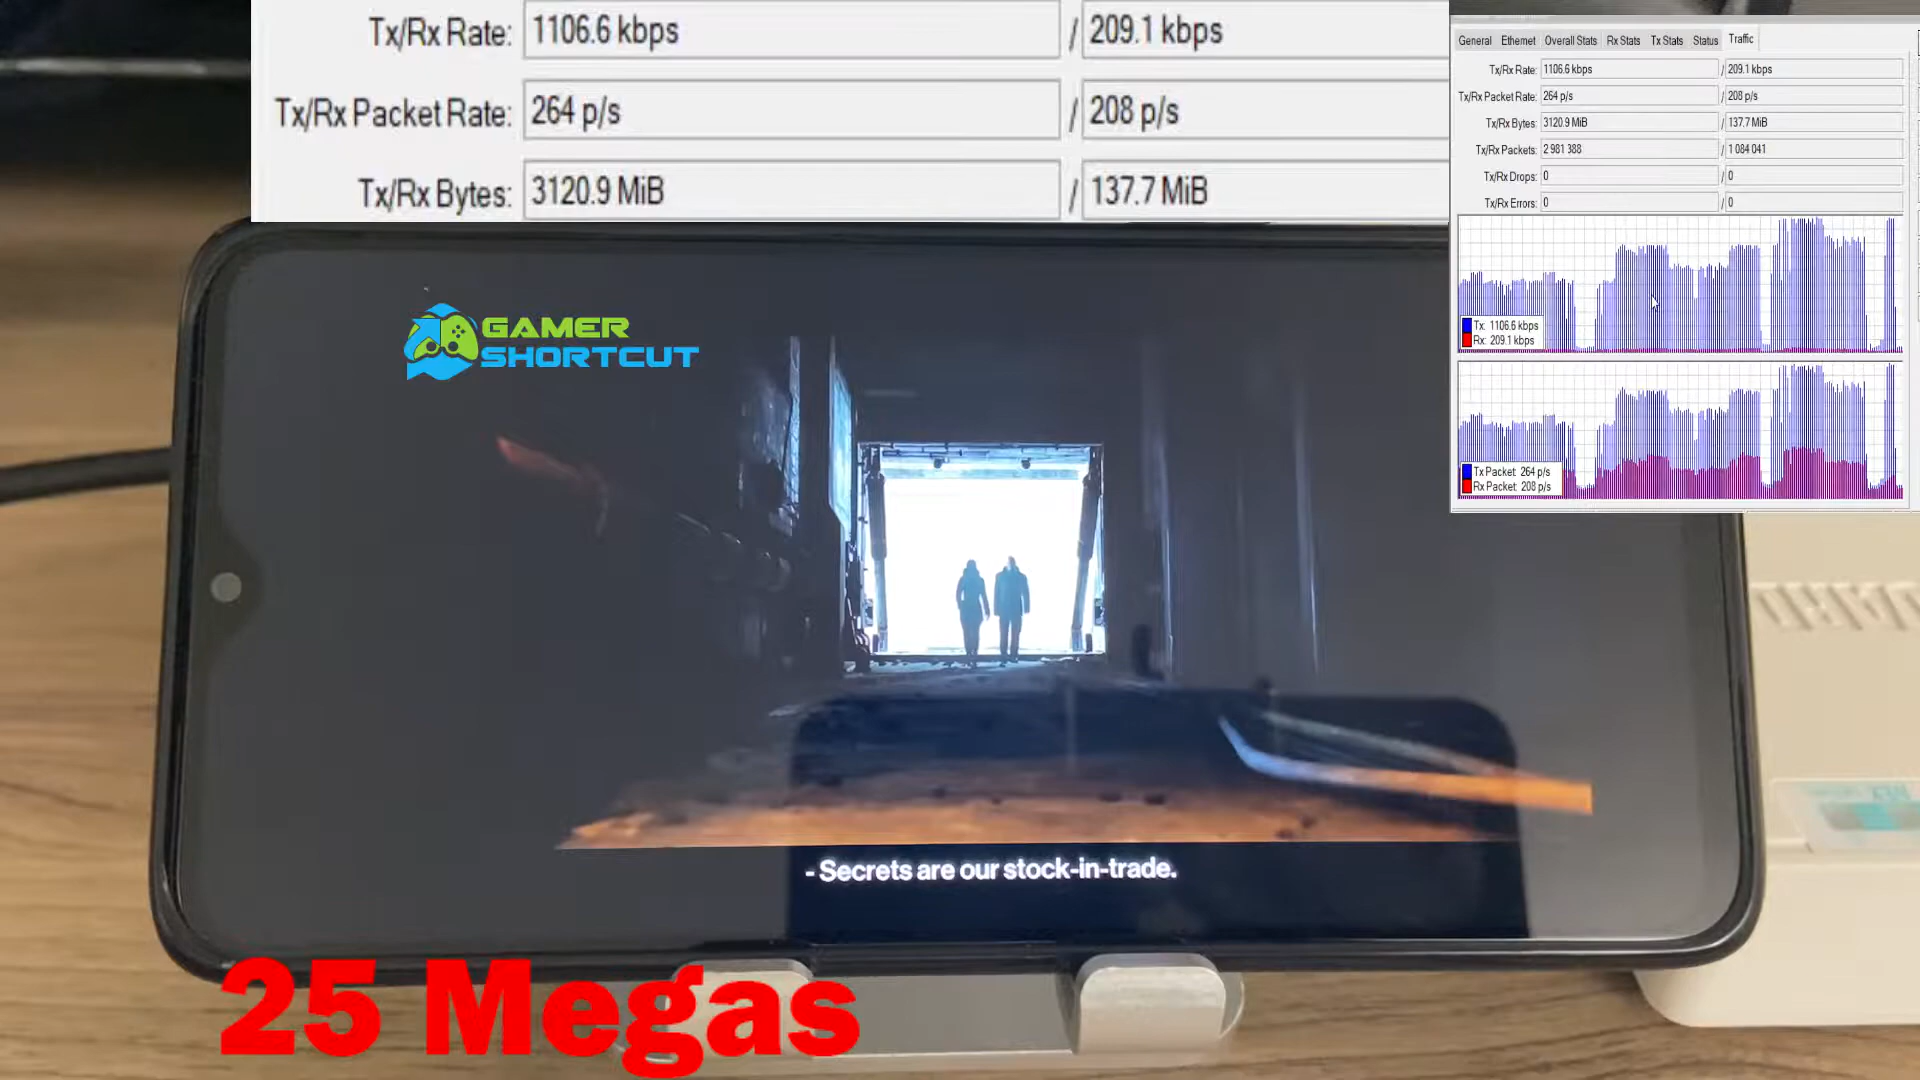 Tx/Rx Rate: 1106.6 kbps / 209.1 kbps
Tx/Rx Packet Rate: 264 p/s / 208 p/s
Tx/Rx Bytes: 3120.9 MiB / 137.7 MiB
General Ethernet Overall Stats Rx Stats Tx Stats Status Traffic
Tx/Rx Rate: 1106.6 kbps / 209.1 kbps
Tx/Rx Packet Rate: 264 p/s / 208 p/s
Tx/Rx Bytes: 3120.9 MiB / 137.7 MiB
Tx/Rx Packets: 2 981 388 / 1 084 041
Tx/Rx Drops: 0 / 0
Tx/Rx Errors: 0 / 0
Tx: 1106.6 kbps
Rx: 209.1 kbps
Tx Packet: 264 p/s
Rx Packet: 208 p/s
GAMER
SHORTCUT
- Secrets are our stock-in-trade.
25 Megas